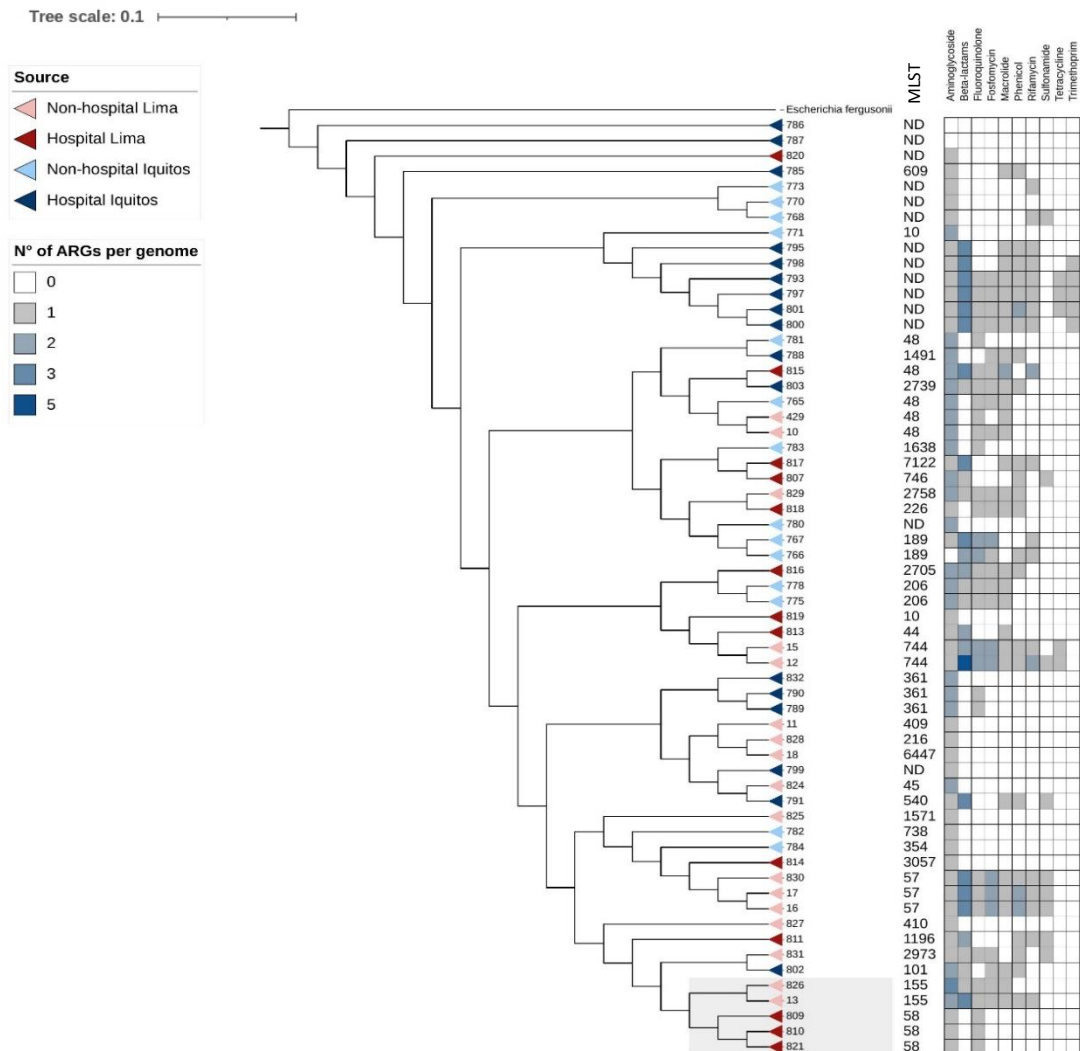 Tree scale: 0.1
Source
Non-hospital Lima
Hospital Lima
Non-hospital Iquitos
Hospital Iquitos
N° of ARGs per genome
0
1
2
3
5
MLST
Aminoglycoside
Beta-lactams
Fluoroquinolone
Fosfomycin
Macrolide
Phenicol
Rifamycin
Sulfonamide
Tetracycline
Trimethoprim
Escherichia fergusonii
786 ND
787 ND
820 ND
785 609
773 ND
770 ND
768 ND
771 10
795 ND
798 ND
793 ND
797 ND
801 ND
800 ND
781 48
788 1491
815 48
803 2739
765 48
429 48
10 48
783 1638
817 7122
807 746
829 2758
818 226
780 ND
767 189
766 189
816 2705
778 206
775 206
819 10
813 44
15 744
12 744
832 361
790 361
789 361
11 409
828 216
18 6447
799 ND
824 45
791 540
825 1571
782 738
784 354
814 3057
830 57
17 57
16 57
827 410
811 1196
831 2973
802 101
826 155
13 155
809 58
810 58
821 58